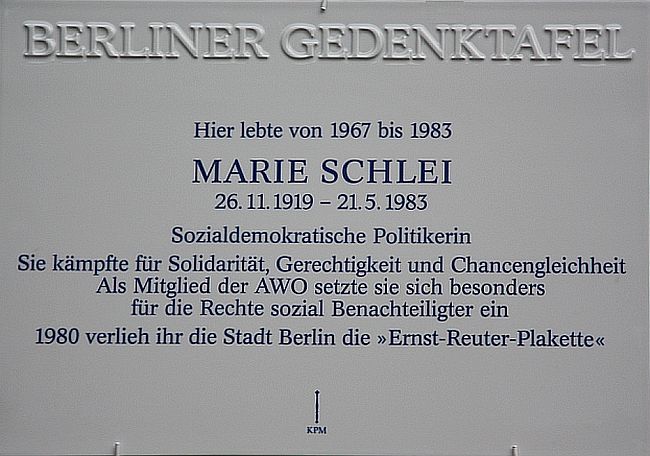 BERLINER GEDENKTAFEL
Hier lebte von 1967 bis 1983
MARIE SCHLEI
26.11.1919 – 21.5.1983
Sozialdemokratische Politikerin
Sie kämpfte für Solidarität, Gerechtigkeit und Chancengleichheit
Als Mitglied der AWO setzte sie sich besonders
für die Rechte sozial Benachteiligter ein
1980 verlieh ihr die Stadt Berlin die »Ernst-Reuter-Plakette«
KPM